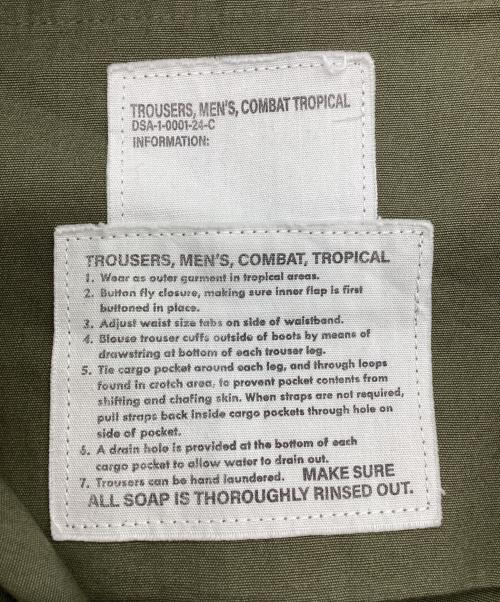 TROUSERS, MEN'S, COMBAT TROPICAL
DSA-1-0001-24-C
INFORMATION:
TROUSERS, MEN'S, COMBAT, TROPICAL
1. Wear as outer garment in tropical areas.
2. Button fly closure, making sure inner flap is first
buttoned in place.
3. Adjust waist size tabs on side of waistband.
4. Blouse trouser cuffs outside of boots by means of
drawstring at bottom of each trouser leg.
5. Tie cargo pocket around each leg, and through loops
found in crotch area, to prevent pocket contents from
shifting and chafing skin. When straps are not required,
pull straps back inside cargo pockets through hole on
side of pocket.
6. A drain hole is provided at the bottom of each
cargo pocket to allow water to drain out.
7. Trousers can be hand laundered. MAKE SURE
ALL SOAP IS THOROUGHLY RINSED OUT.